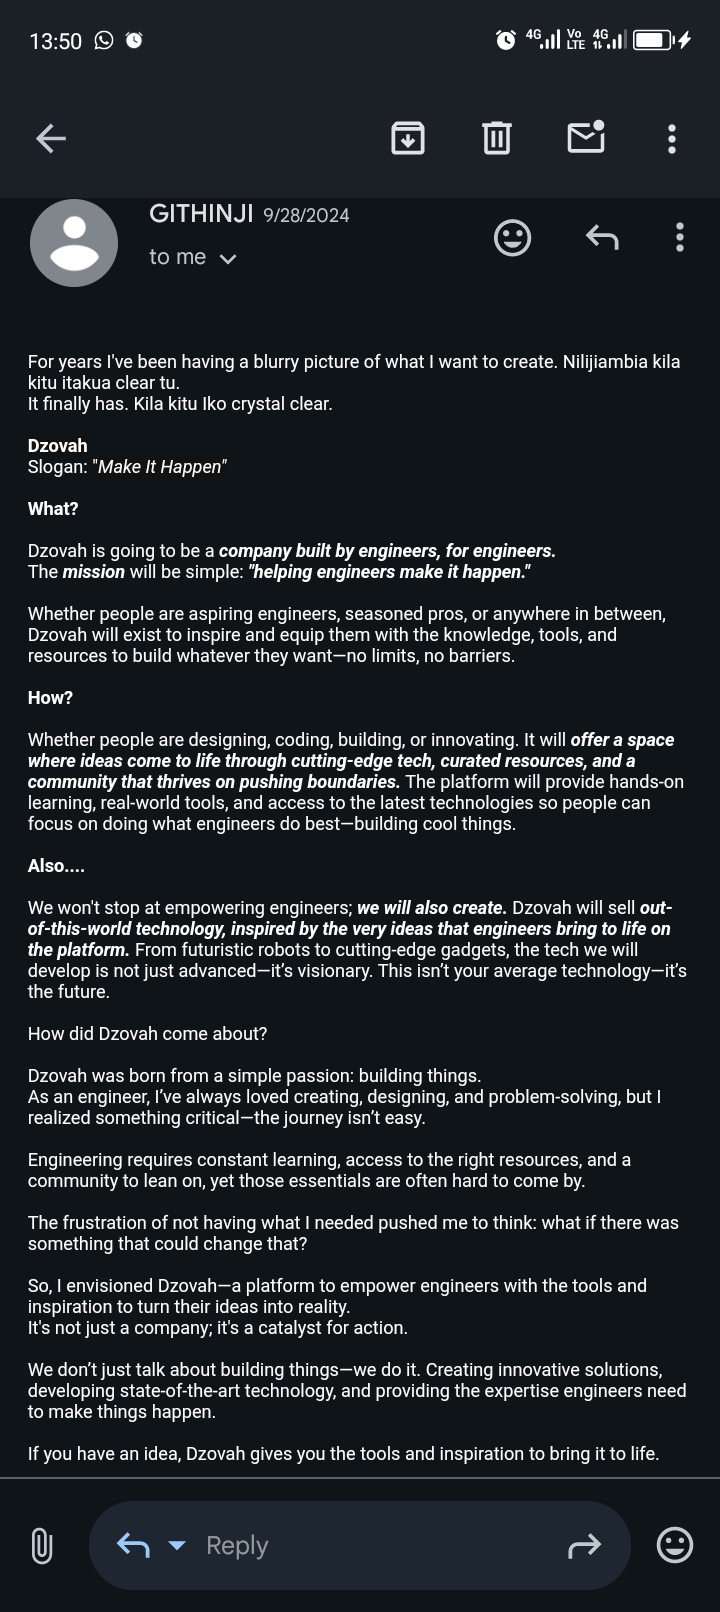 13:50
4G
Vo
LTE
4G
GITHINJI 9/28/2024
to me
For years I've been having a blurry picture of what I want to create. Nilijiambia kila
kitu itakua clear tu.
It finally has. Kila kitu Iko crystal clear.
Dzovah
Slogan: "Make It Happen"
What?
Dzovah is going to be a company built by engineers, for engineers.
The mission will be simple: "helping engineers make it happen."
Whether people are aspiring engineers, seasoned pros, or anywhere in between,
Dzovah will exist to inspire and equip them with the knowledge, tools, and
resources to build whatever they want—no limits, no barriers.
How?
Whether people are designing, coding, building, or innovating. It will offer a space
where ideas come to life through cutting-edge tech, curated resources, and a
community that thrives on pushing boundaries. The platform will provide hands-on
learning, real-world tools, and access to the latest technologies so people can
focus on doing what engineers do best—building cool things.
Also....
We won't stop at empowering engineers; we will also create. Dzovah will sell out-
of-this-world technology, inspired by the very ideas that engineers bring to life on
the platform. From futuristic robots to cutting-edge gadgets, the tech we will
develop is not just advanced—it’s visionary. This isn’t your average technology—it’s
the future.
How did Dzovah come about?
Dzovah was born from a simple passion: building things.
As an engineer, I’ve always loved creating, designing, and problem-solving, but I
realized something critical—the journey isn’t easy.
Engineering requires constant learning, access to the right resources, and a
community to lean on, yet those essentials are often hard to come by.
The frustration of not having what I needed pushed me to think: what if there was
something that could change that?
So, I envisioned Dzovah—a platform to empower engineers with the tools and
inspiration to turn their ideas into reality.
It's not just a company; it's a catalyst for action.
We don’t just talk about building things—we do it. Creating innovative solutions,
developing state-of-the-art technology, and providing the expertise engineers need
to make things happen.
If you have an idea, Dzovah gives you the tools and inspiration to bring it to life.
Reply